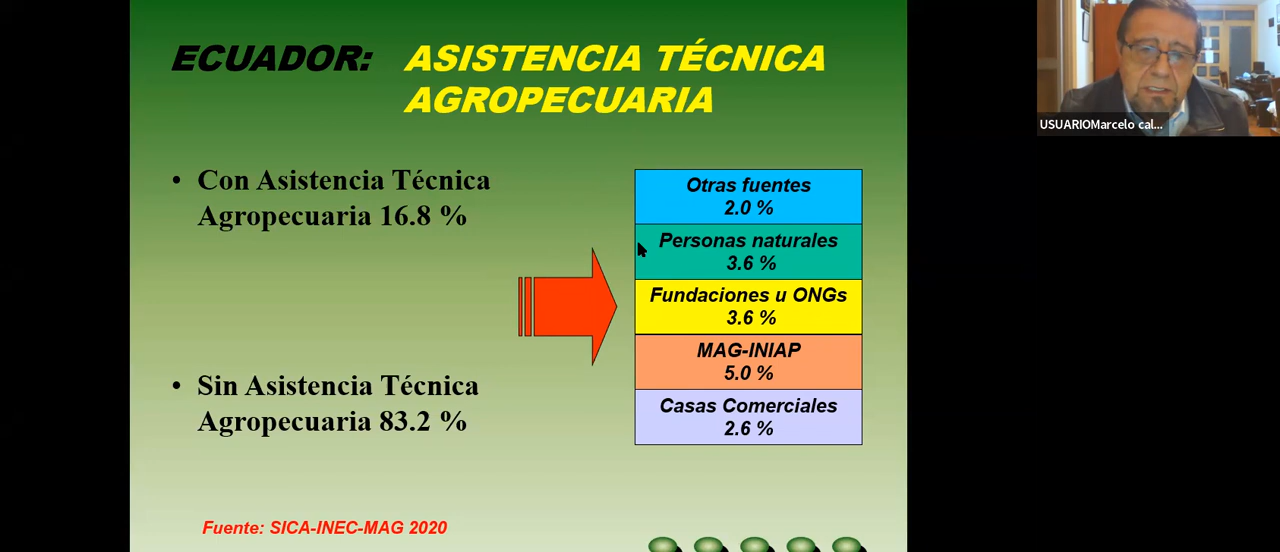 ECUADOR: ASISTENCIA TÉCNICA
AGROPECUARIA
• Con Asistencia Técnica
Agropecuaria 16.8 %
• Sin Asistencia Técnica
Agropecuaria 83.2 %
Otras fuentes
2.0 %
Personas naturales
3.6 %
Fundaciones u ONGs
3.6 %
MAG-INIAP
5.0 %
Casas Comerciales
2.6 %
Fuente: SICA-INEC-MAG 2020
USUARIOMarcelo cal...